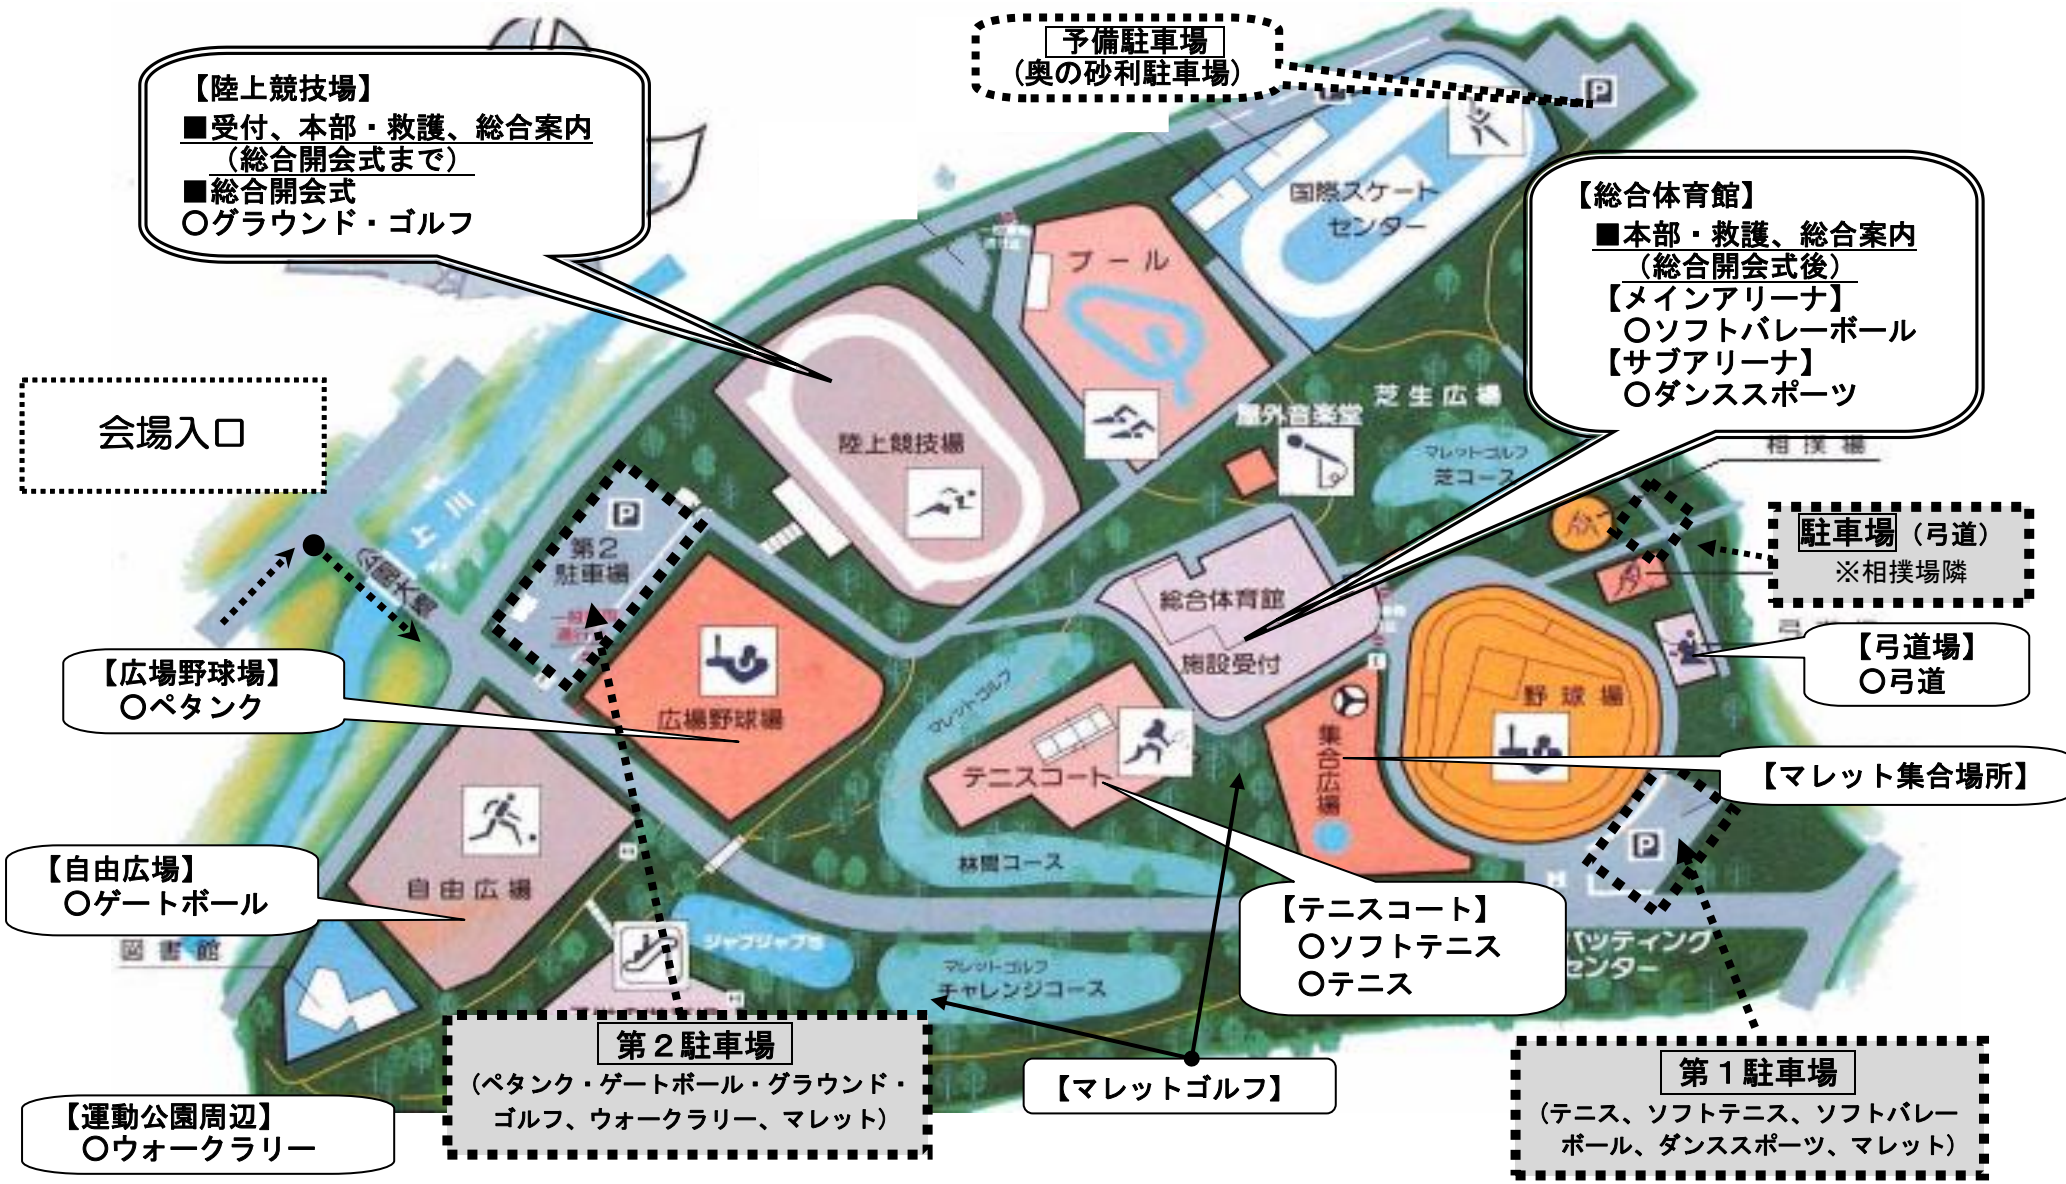 予備駐車場
（奥の砂利駐車場）
【陸上競技場】
■受付、本部・救護、総合案内
（総合開会式まで）
■総合開会式
○グラウンド・ゴルフ
【総合体育館】
■本部・救護、総合案内
（総合開会式後）
【メインアリーナ】
○ソフトバレーボール
【サブアリーナ】
○ダンススポーツ
P
国際スケート
センター
プール
芝生広場
屋外音楽堂
マレットゴルフ
芝コース
相撲場
会場入口
陸上競技場
上川
公園大橋
P
第2
駐車場
駐車場（弓道）
※相撲場隣
総合体育館
施設受付
【弓道場】
○弓道
【広場野球場】
○ペタンク
広場野球場
マレットゴルフ
野球場
集合広場
テニスコート
【マレット集合場所】
P
林間コース
【自由広場】
○ゲートボール
自由広場
図書館
ジャブジャブ池
マレットゴルフ
チャレンジコース
【テニスコート】
○ソフトテニス
○テニス
バッティング
センター
第２駐車場
（ペタンク・ゲートボール・グラウンド・
ゴルフ、ウォークラリー、マレット）
【マレットゴルフ】
第１駐車場
（テニス、ソフトテニス、ソフトバレー
ボール、ダンススポーツ、マレット）
【運動公園周辺】
○ウォークラリー